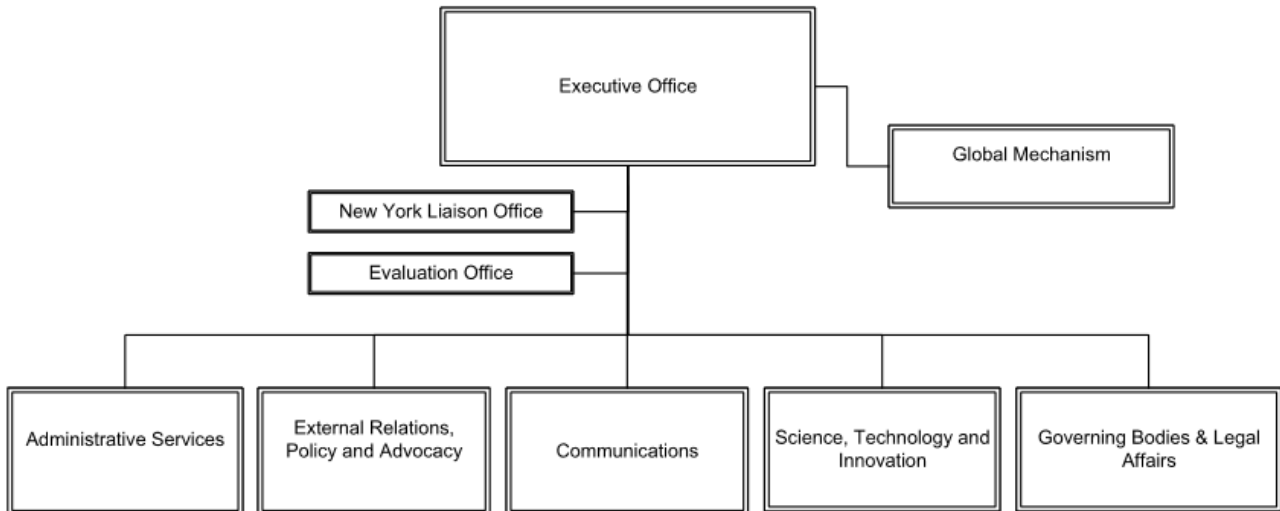 Executive Office
Global Mechanism
New York Liaison Office
Evaluation Office
Administrative Services
External Relations,
Policy and Advocacy
Communications
Science, Technology and
Innovation
Governing Bodies & Legal
Affairs